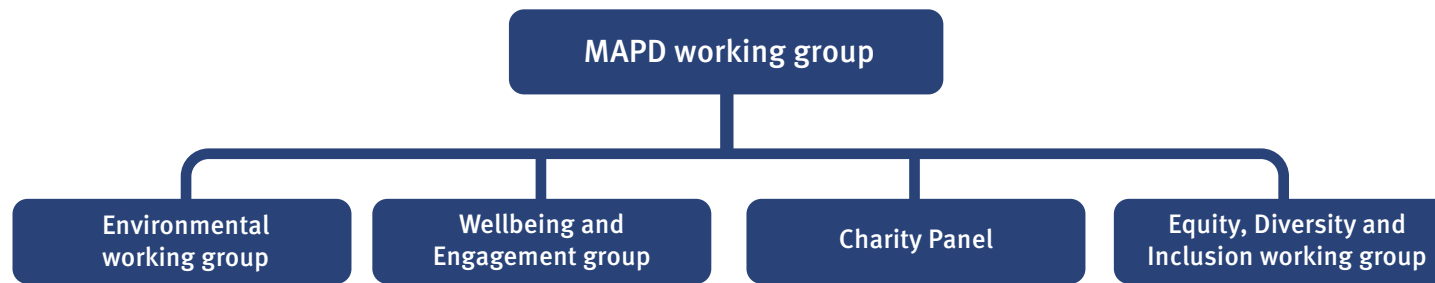 MAPD working group
Environmental
working group
Wellbeing and
Engagement group
Charity Panel
Equity, Diversity and
Inclusion working group